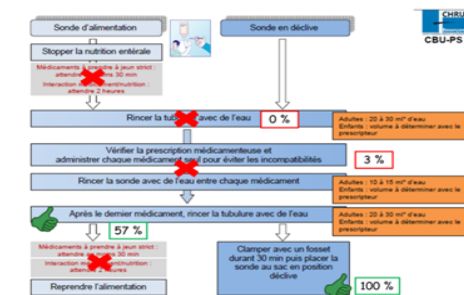 Sonde d'alimentation
Sonde en déclive
CHRU
CBU-PS
Stopper la nutrition entérale
Médicaments à prendre à jeun strict :
attendre 30 min
Interaction médicament/nutrition :
attendre 2 heures
Rincer la avec de l'eau
0 %
Adultes : 20 à 30 ml* d'eau
Enfants : volume à déterminer avec le
prescripteur
Vérifier la prescription médicamenteuse et
administrer chaque médicament seul pour éviter les incompatibilités
3 %
Rincer la sonde avec de l'eau entre chaque médicament
Adultes : 10 à 15 ml* d'eau
Enfants : volume à déterminer avec le
prescripteur
Après le dernier médicament, rincer la tubulure avec de l'eau
Adultes : 20 à 30 ml* d'eau
Enfants : volume à déterminer avec le
prescripteur
57 %
Médicaments à prendre à jeun strict :
attendre 30 min
Interaction :
attendre 2 heures
Reprendre l'alimentation
Clamper avec un fosset
durant 30 min puis placer la
sonde au sac en position
déclive
100 %